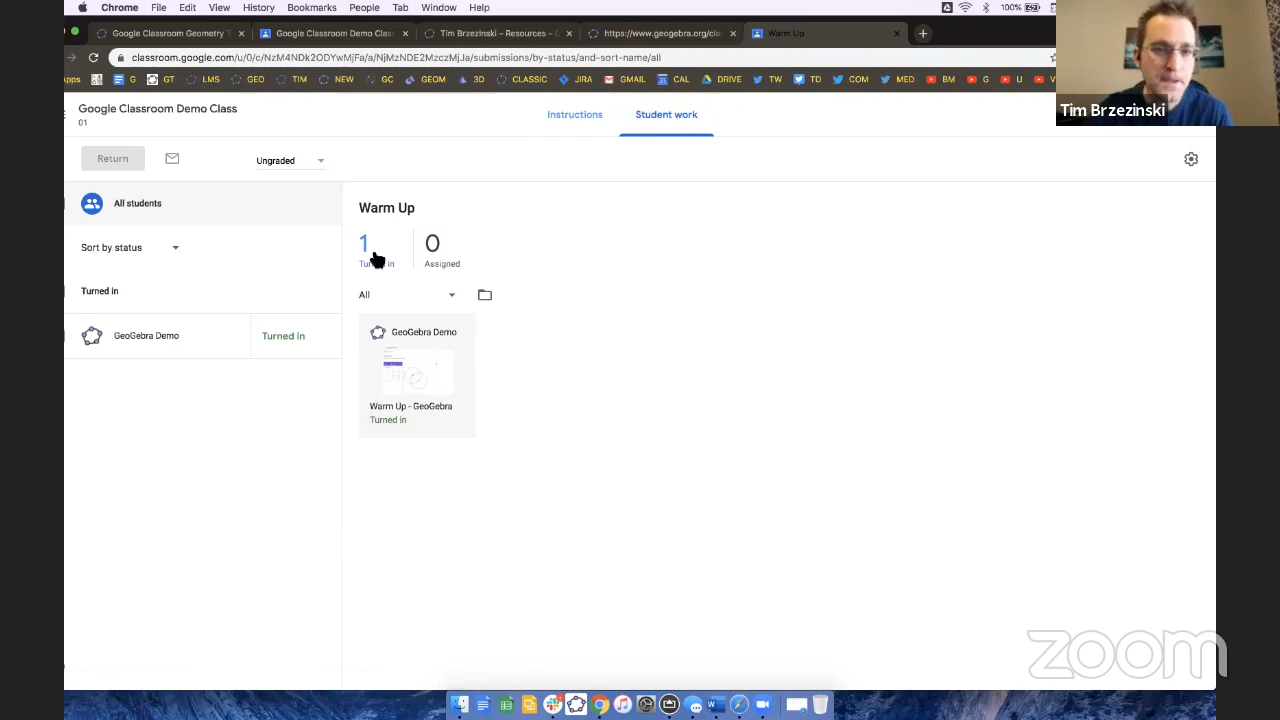 Chrome File Edit View History Bookmarks People Tab Window Help 100%
Google Classroom Geometry T
Google Classroom Demo Class
Tim Brzezinski – Resources –
https://www.geogebra.org/cla
Warm Up
classroom.google.com/u/0/c/NzM4NDk2ODYwMjFa/a/NjMzNDE2MzczMjJa/submissions/by-status/and-sort-name/all
Apps G GT LMS GEO TIM NEW GC GEOM 3D CLASSIC JIRA GMAIL CAL DRIVE TW TD COM MED BM G U V
Google Classroom Demo Class
01
Instructions
Student work
Return
Ungraded
All students
Sort by status
Turned in
GeoGebra Demo
Turned in
Warm Up
1
0
Assigned
All
GeoGebra Demo
Warm Up - GeoGebra
Turned in
Tim Brzezinski
zoom